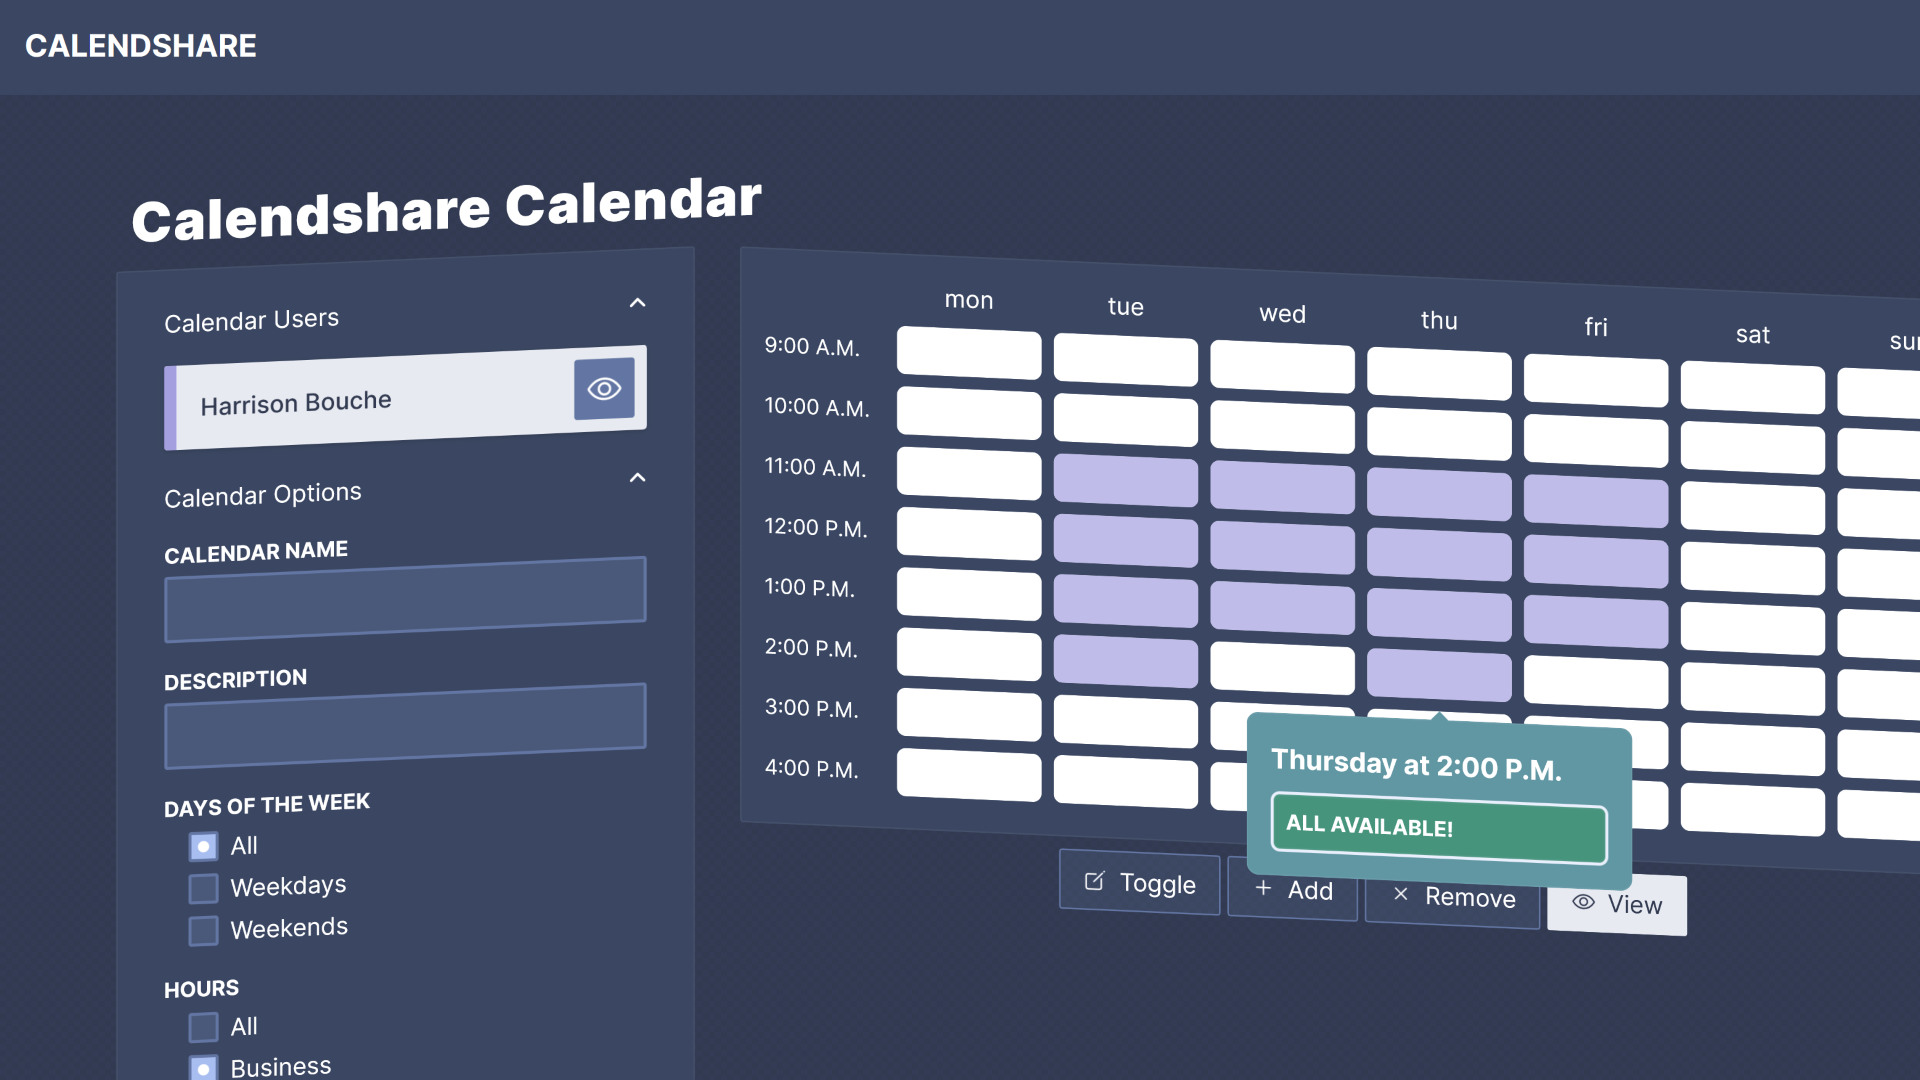 CALENDSHARE
Calendshare Calendar
Calendar Users
Harrison Bouche
Calendar Options
CALENDAR NAME
DESCRIPTION
DAYS OF THE WEEK
All
Weekdays
Weekends
HOURS
All
Business
mon tue wed thu fri sat
9:00 A.M.
10:00 A.M.
11:00 A.M.
12:00 P.M.
1:00 P.M.
2:00 P.M.
3:00 P.M.
4:00 P.M.
Thursday at 2:00 P.M.
ALL AVAILABLE!
Toggle Add Remove View